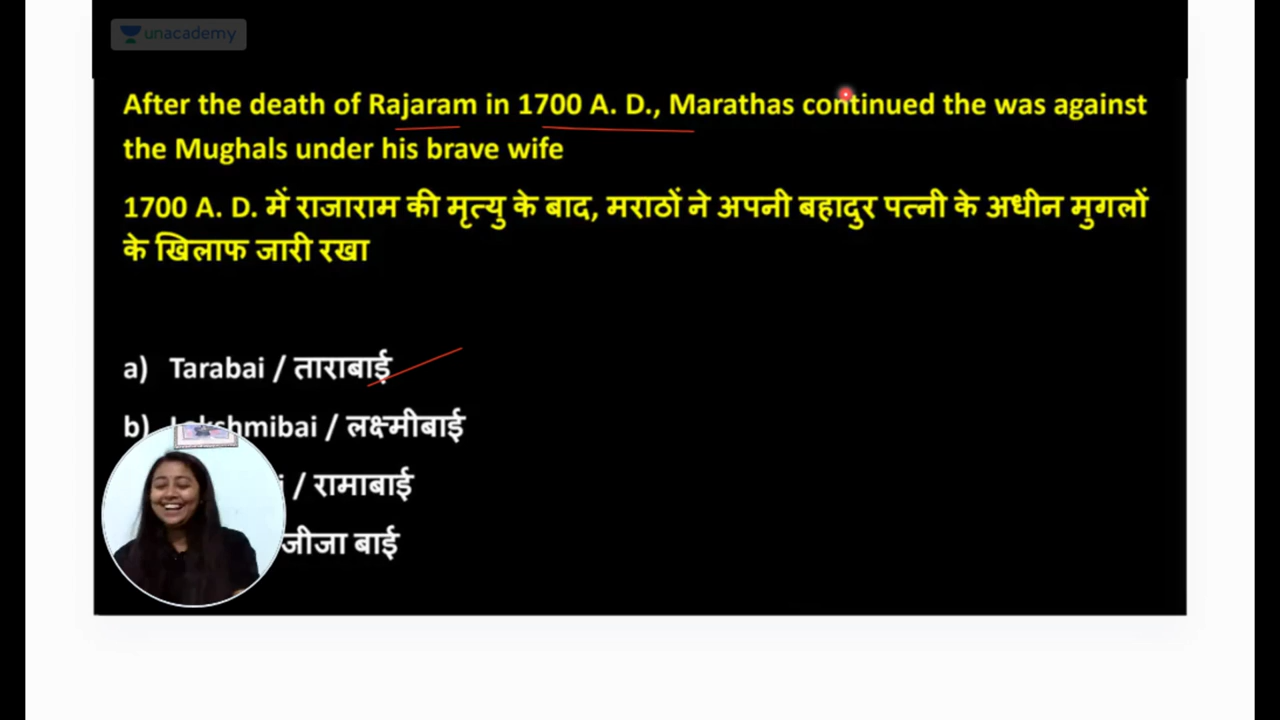 unacademy
After the death of Rajaram in 1700 A. D., Marathas continued the was against
the Mughals under his brave wife
1700 A. D. में राजाराम की मृत्यु के बाद, मराठों ने अपनी बहादुर पत्नी के अधीन मुगलों
के खिलाफ जारी रखा
a) Tarabai / ताराबाई
b) Lakshmibai / लक्ष्मीबाई
/ रामाबाई
जीजा बाई